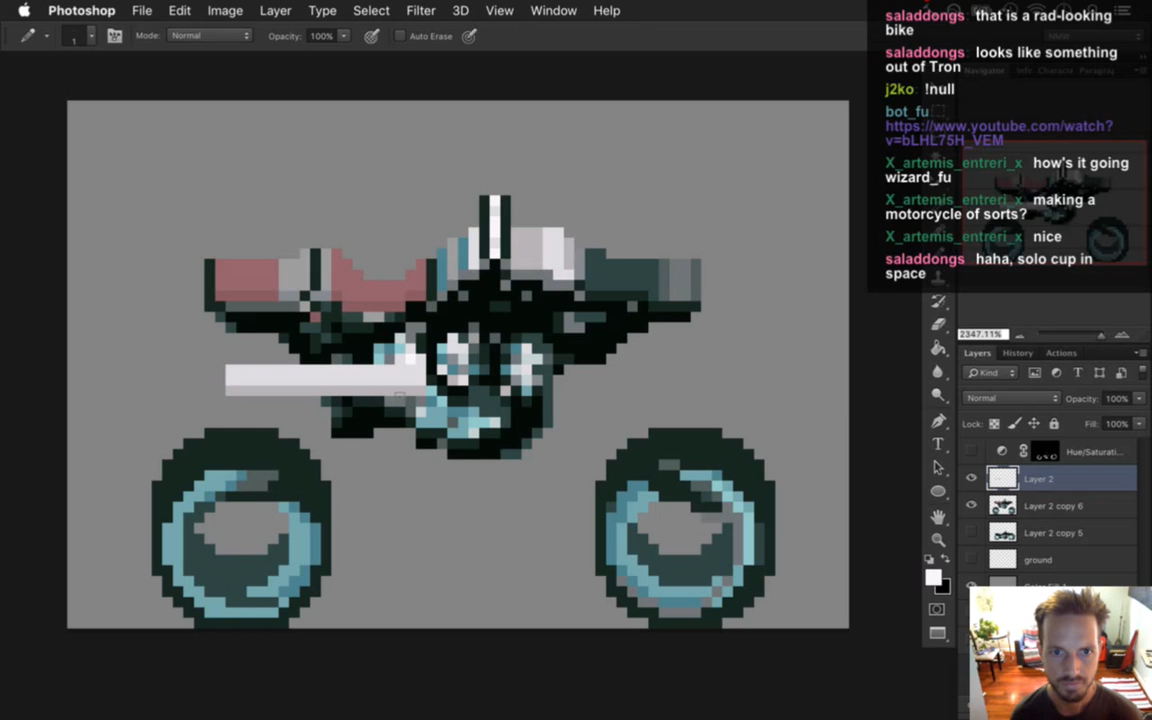 Photoshop File Edit Image Layer Type Select Filter 3D View Window Help
1 Mode: Normal Opacity: 100% Auto Erase
saladdongs that is a rad-looking
bike
saladdongs looks like something
out of Tron
j2ko !null
bot_fu
https://www.youtube.com/watch?
v=bLHL75H_VEM
X_artemis_entreri_x how's it going
wizard_fu
X_artemis_entreri_x making a
motorcycle of sorts?
X_artemis_entreri_x nice
saladdongs haha, solo cup in
space
2347.11%
Layers History Actions
Kind
Normal Opacity: 100%
Lock: Fill: 100%
Hue/Saturati...
Layer 2
Layer 2 copy 6
Layer 2 copy 5
ground